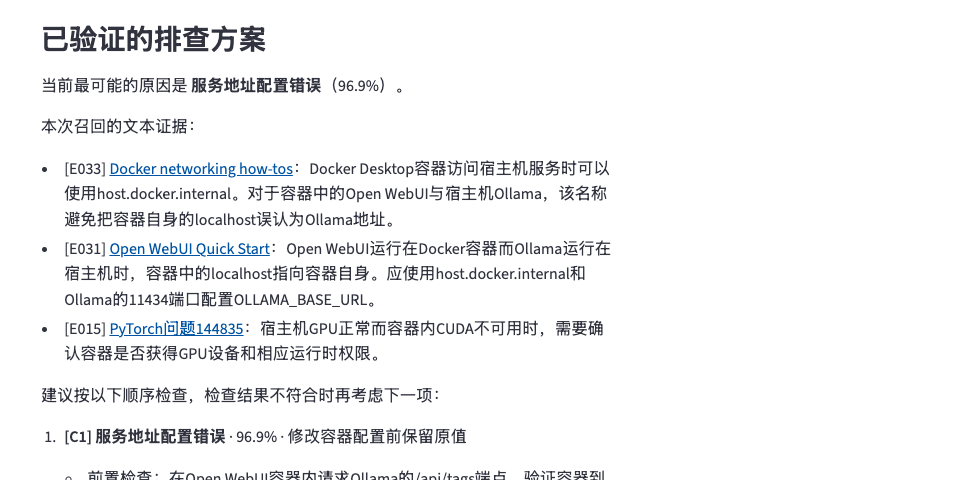 已验证的排查方案
当前最可能的原因是 服务地址配置错误（96.9%）。
本次召回的文本证据：
• [E033] Docker networking how-tos：Docker Desktop容器访问宿主机服务时可以
使用host.docker.internal。对于容器中的Open WebUI与宿主机Ollama，该名称
避免把容器自身的localhost误认为Ollama地址。
• [E031] Open WebUI Quick Start：Open WebUI运行在Docker容器而Ollama运行在
宿主机时，容器中的localhost指向容器自身。应使用host.docker.internal和
Ollama的11434端口配置OLLAMA_BASE_URL。
• [E015] PyTorch问题144835：宿主机GPU正常而容器内CUDA不可用时，需要确
认容器是否获得GPU设备和相应运行时权限。
建议按以下顺序检查，检查结果不符合时再考虑下一项：
1. [C1] 服务地址配置错误 · 96.9% · 修改容器配置前保留原值
○ 前置检查：在Open WebUI容器内请求Ollama的/api/tags端点，验证容器到